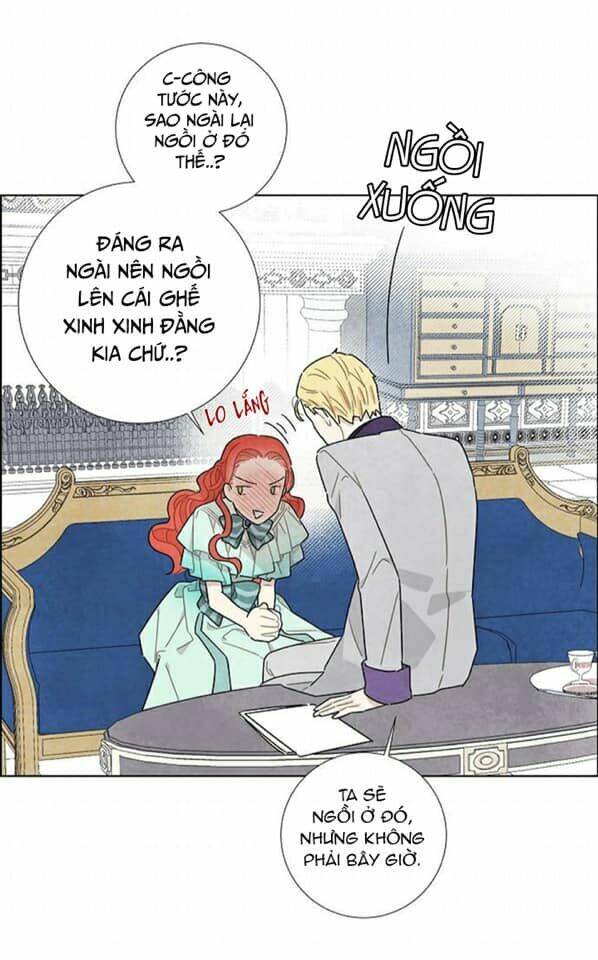 C-CÔNG
TƯỚC NÀY,
SAO NGÀI LẠI
NGỒI Ở ĐÓ
THẾ..?
NGỒI
XUỐNG
ĐÁNG RA
NGÀI NÊN NGỒI
LÊN CÁI GHẾ
XINH XINH ĐẰNG
KIA CHỨ..?
LO LẮNG
TA SẼ
NGỒI Ở ĐÓ,
NHƯNG KHÔNG
PHẢI BÂY GIỜ.